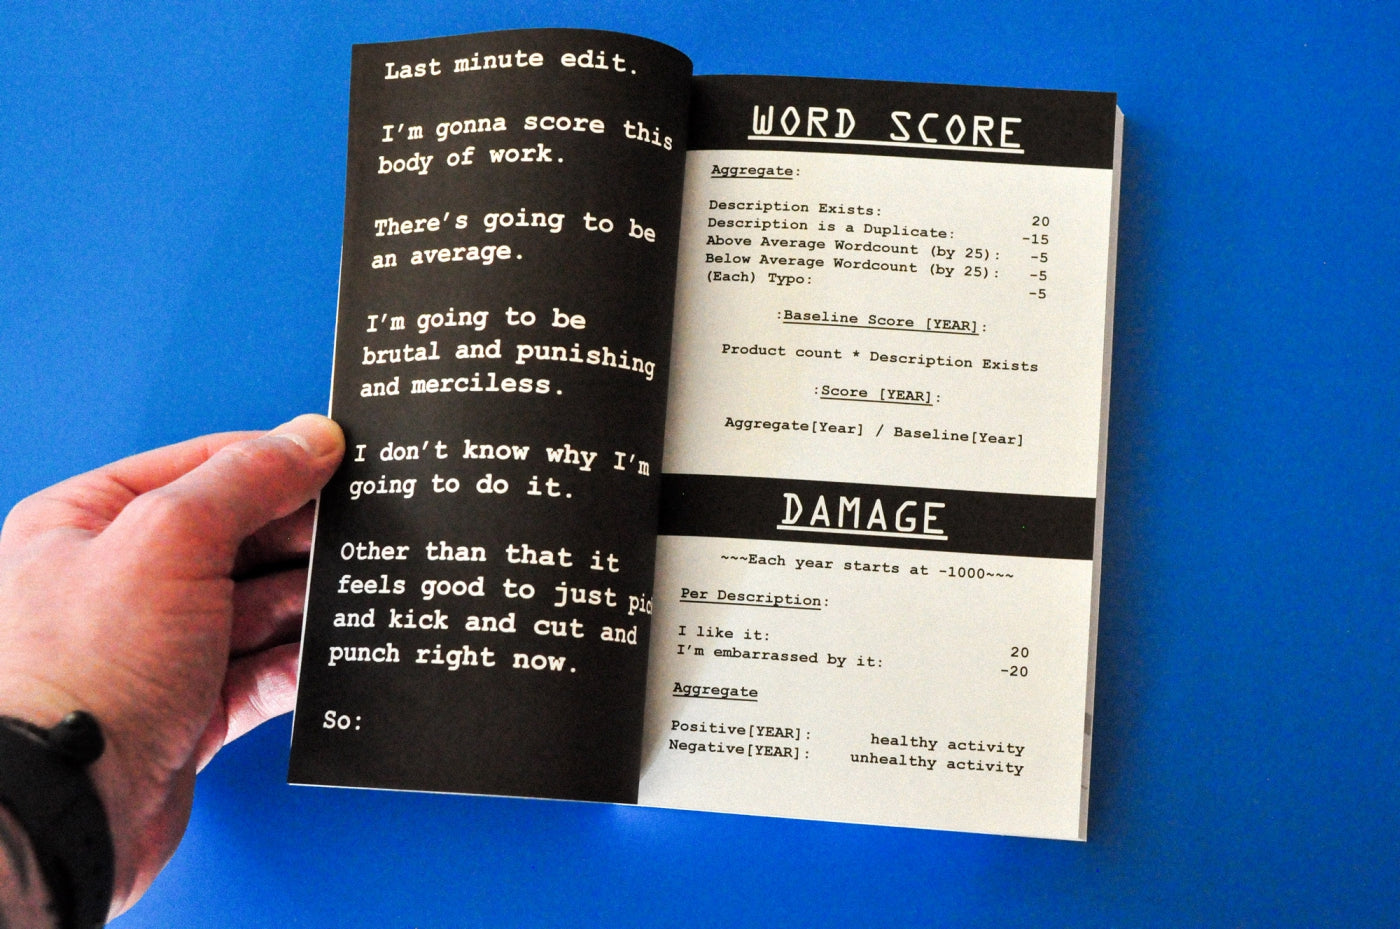 Last minute edit.
I'm gonna score this
body of work.
There's going to be
an average.
I'm going to be
brutal and punishing
and merciless.
I don't know why I'm
going to do it.
Other than that it
feels good to just
and kick and cut and
punch right now.
So:
WORD SCORE
Aggregate:
Description Exists: 20
Description is a Duplicate: -15
Above Average Wordcount (by 25): -5
Below Average Wordcount (by 25): -5
(Each) Typo: -5
:Baseline Score [YEAR]:
Product count * Description Exists
:Score [YEAR]:
Aggregate[Year] / Baseline[Year]
DAMAGE
~~~Each year starts at -1000~~~
Per Description:
I like it: 20
I'm embarrassed by it: -20
Aggregate
Positive[YEAR]: healthy activity
Negative[YEAR]: unhealthy activity